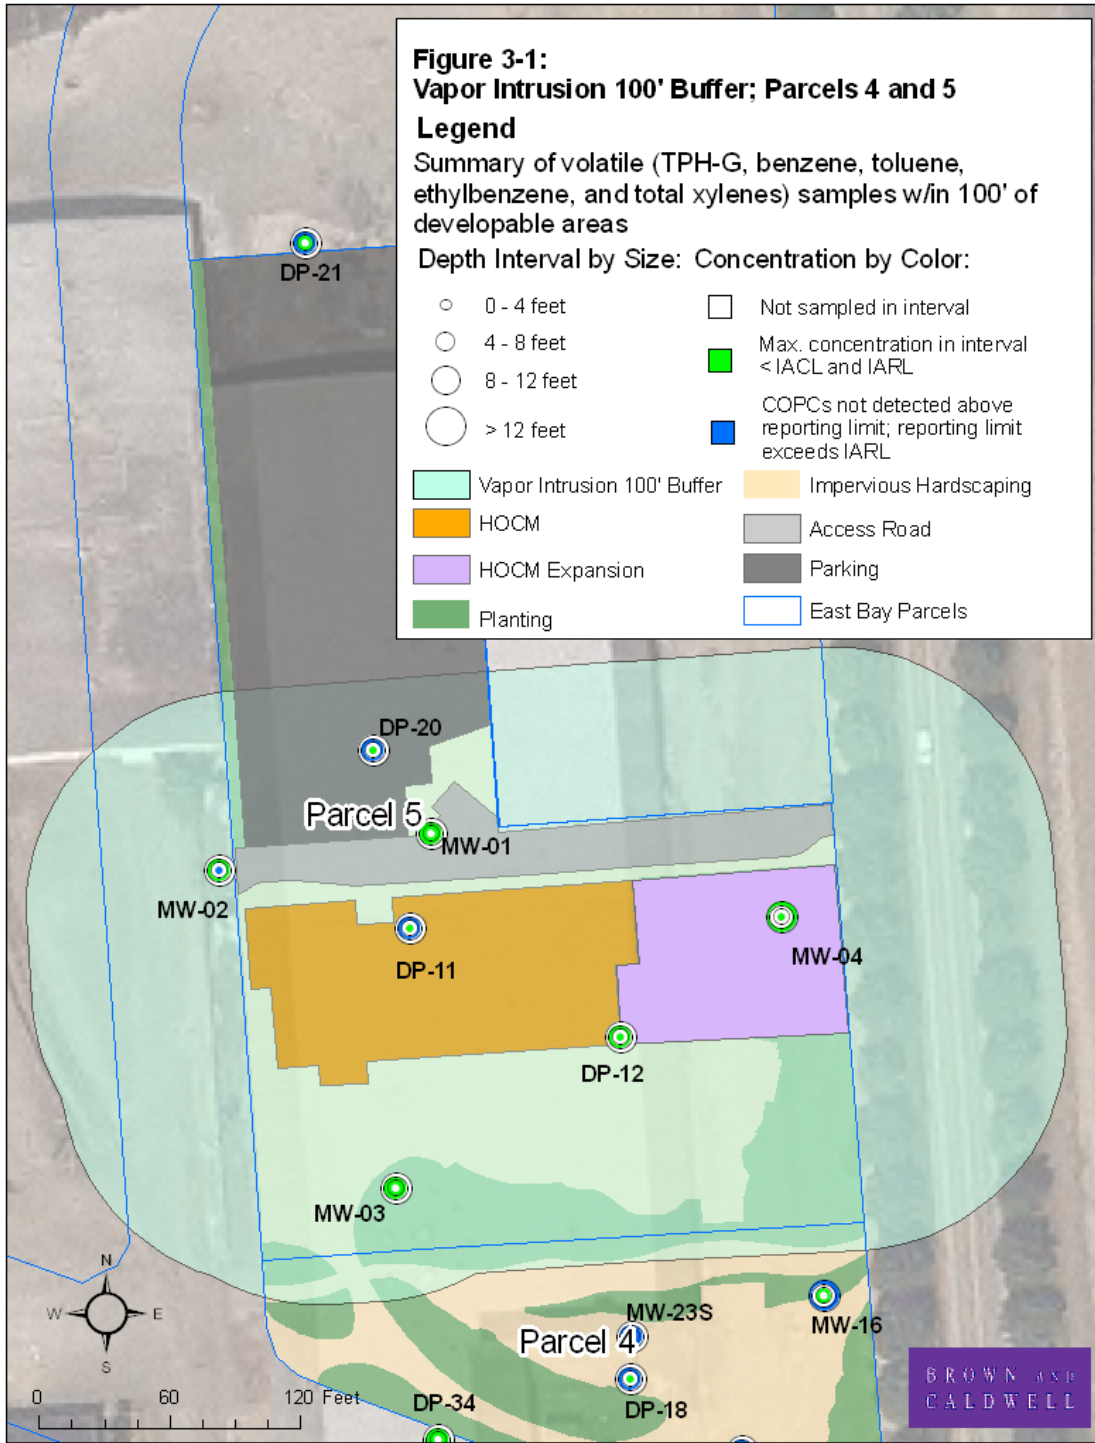 Figure 3-1:
Vapor Intrusion 100' Buffer; Parcels 4 and 5
Legend
Summary of volatile (TPH-G, benzene, toluene,
ethylbenzene, and total xylenes) samples w/in 100' of
developable areas
Depth Interval by Size: Concentration by Color:
0 - 4 feet
4 - 8 feet
8 - 12 feet
> 12 feet
Not sampled in interval
Max. concentration in interval
< IACL and IARL
COPCs not detected above
reporting limit; reporting limit
exceeds IARL
Vapor Intrusion 100' Buffer
HOCM
HOCM Expansion
Planting
Impervious Hardscaping
Access Road
Parking
East Bay Parcels
DP-21
DP-20
Parcel 5
MW-01
MW-02
DP-11
MW-04
DP-12
MW-03
N
W
E
S
MW-23S
Parcel 4
MW-16
DP-18
DP-34
0 60 120 Feet
BROWN AND
CALDWELL